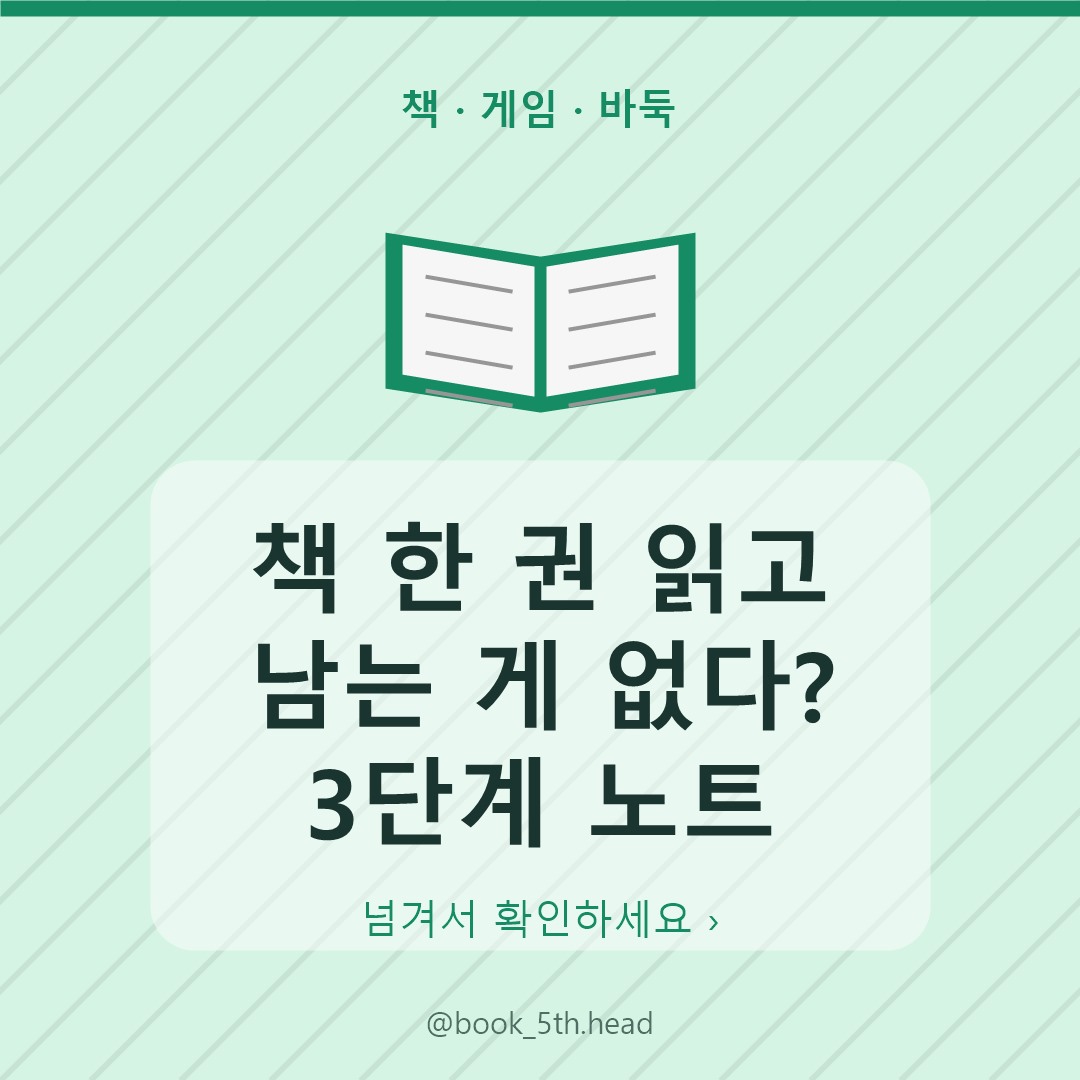 책 · 게임 · 바둑
책 한 권 읽고
남는 게 없다?
3단계 노트
넘겨서 확인하세요 ›
@book_5th.head